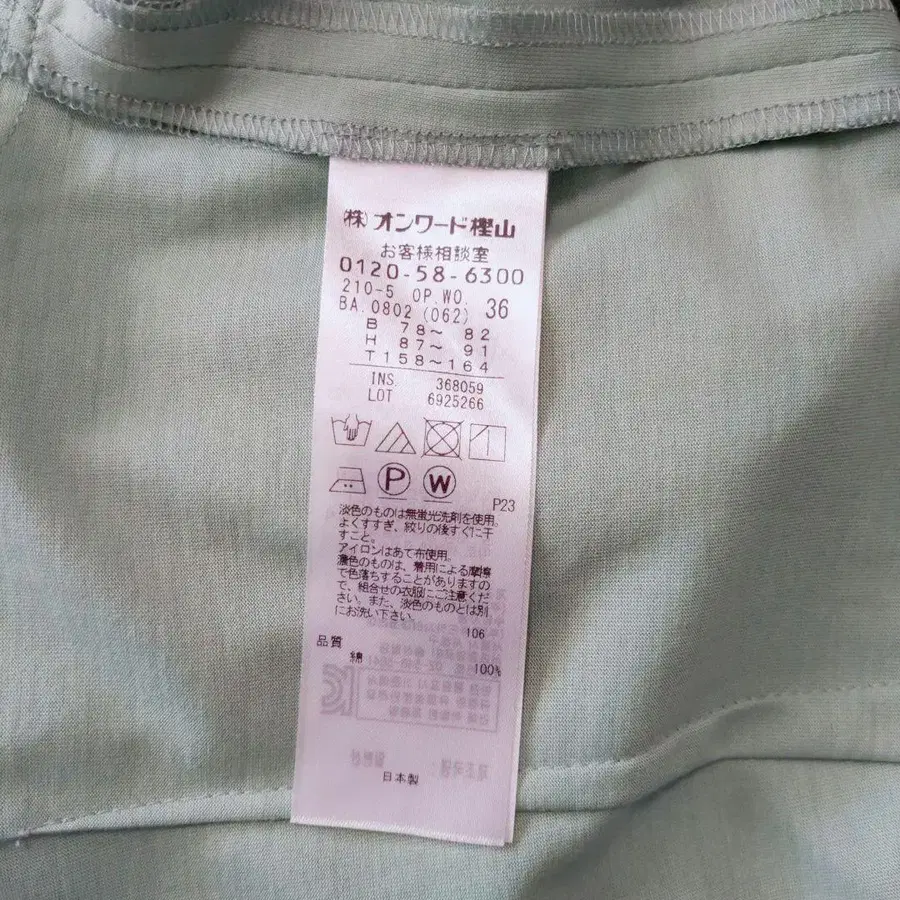 ㈱オンワード樫山
お客様相談室
0120-58-6300
210-5 OP.WO. 36
BA.0802 (062)
B 78～ 82
H 87～ 91
T158～164
INS. 368059
LOT 6925266
P W
P23
淡色のものは無蛍光洗剤を使用。
よくすすぎ、絞りの後すぐに干
すこと。
アイロンはあて布使用。
濃色のものは、着用による摩擦
で色落ちすることがありますの
で、組合せの衣服にご注意くだ
さい。また、淡色のものとは別
にお洗い下さい。
106
品質
綿 100%
日本製